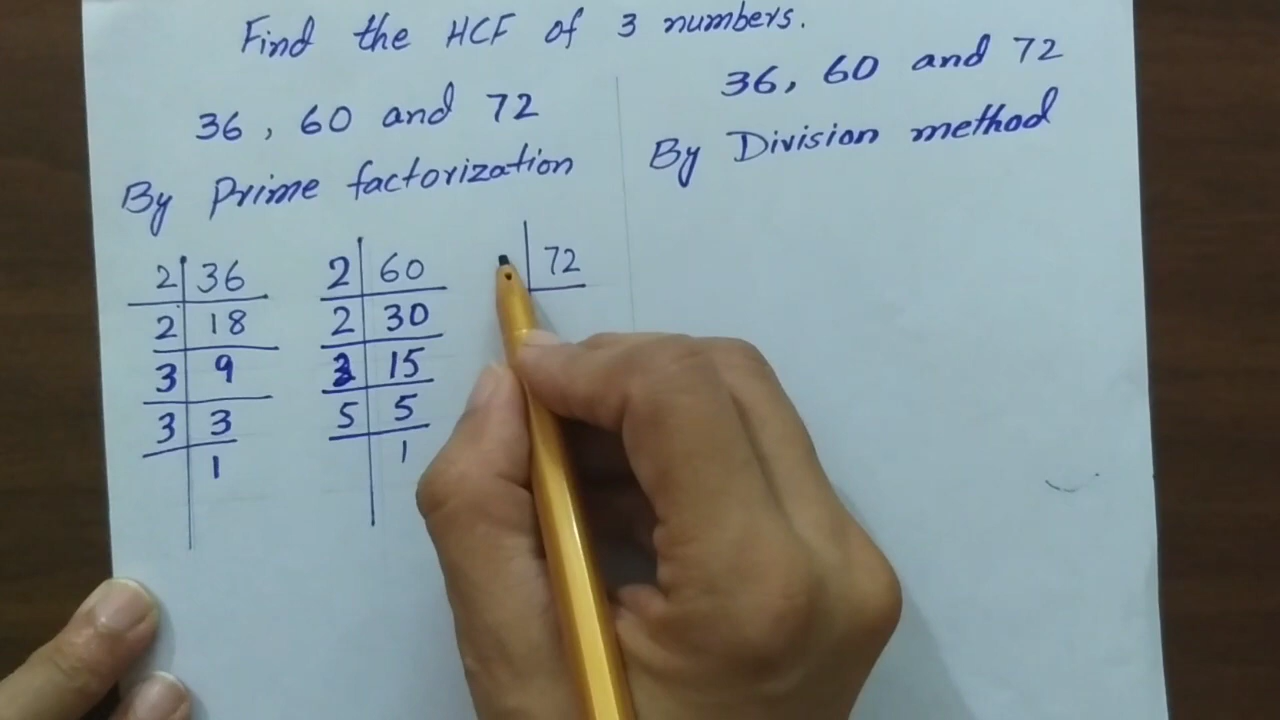 Find the HCF of 3 numbers.
36, 60 and 72
By Prime factorization
2 36
2 18
3 9
3 3
1
2 60
2 30
3 15
5 5
1
72
36, 60 and 72
By Division method